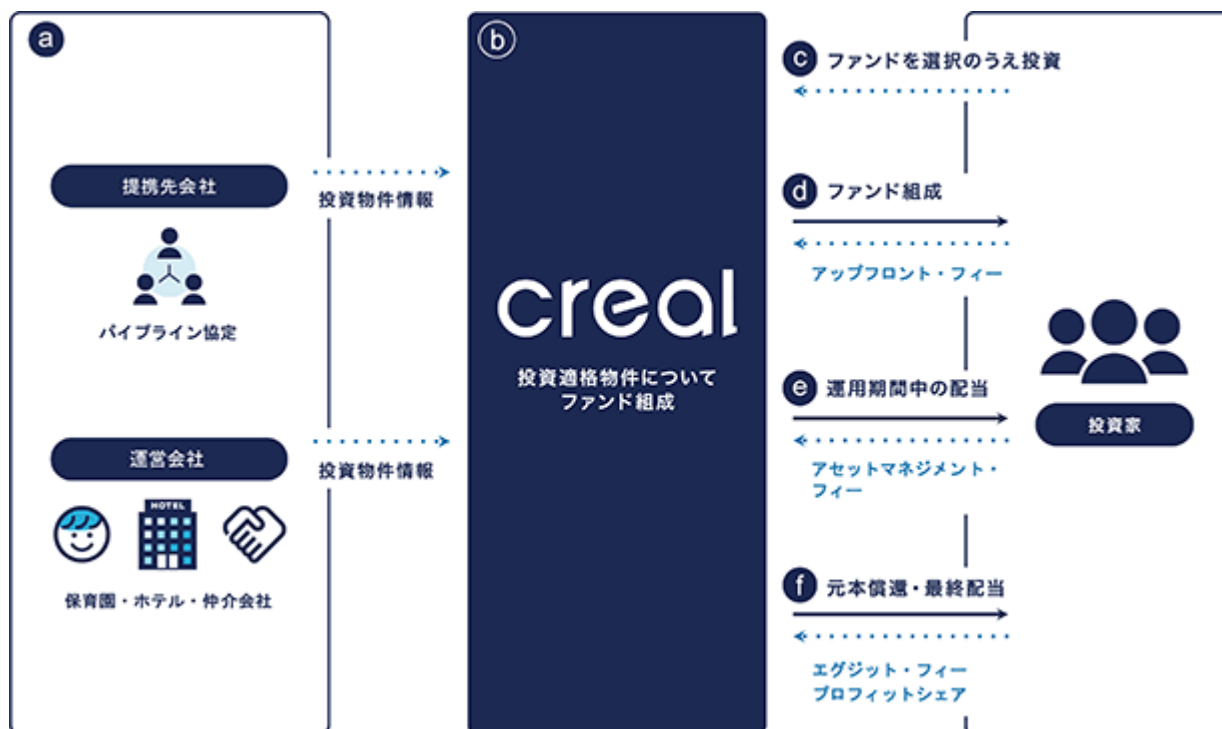 a
提携先会社
パイプライン協定
運営会社
HOTEL
保育園・ホテル・仲介会社
投資物件情報
投資物件情報
b
creal
投資適格物件について
ファンド組成
c ファンドを選択のうえ投資
d ファンド組成
アップフロント・フィー
e 運用期間中の配当
アセットマネジメント・
フィー
f 元本償還・最終配当
エグジット・フィー
プロフィットシェア
投資家